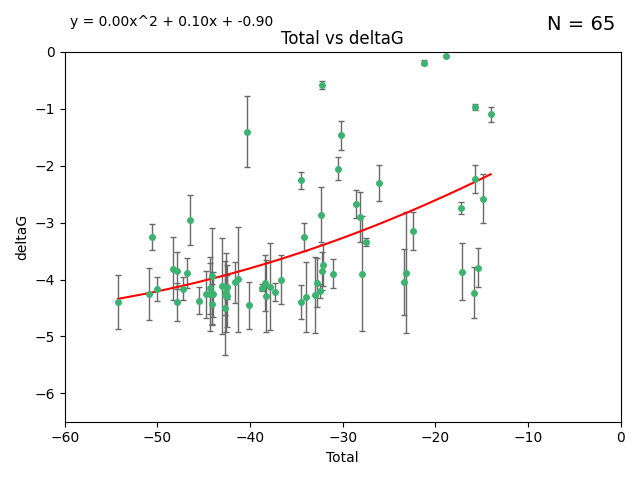 y = 0.00x^2 + 0.10x + -0.90
N = 65
Total vs deltaG
0
−1
−2
−3
−4
−5
−6
deltaG
−60 −50 −40 −30 −20 −10 0
Total